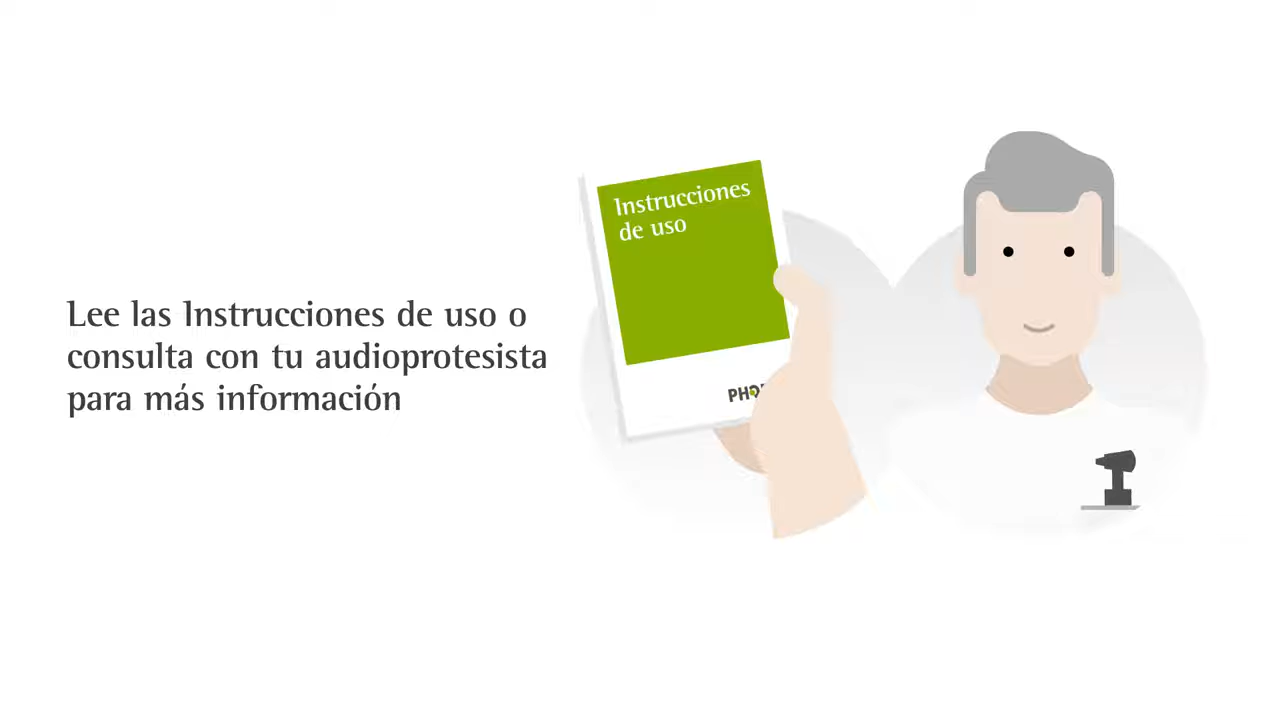 Lee las Instrucciones de uso o
consulta con tu audioprotesista
para más información
Instrucciones
de uso